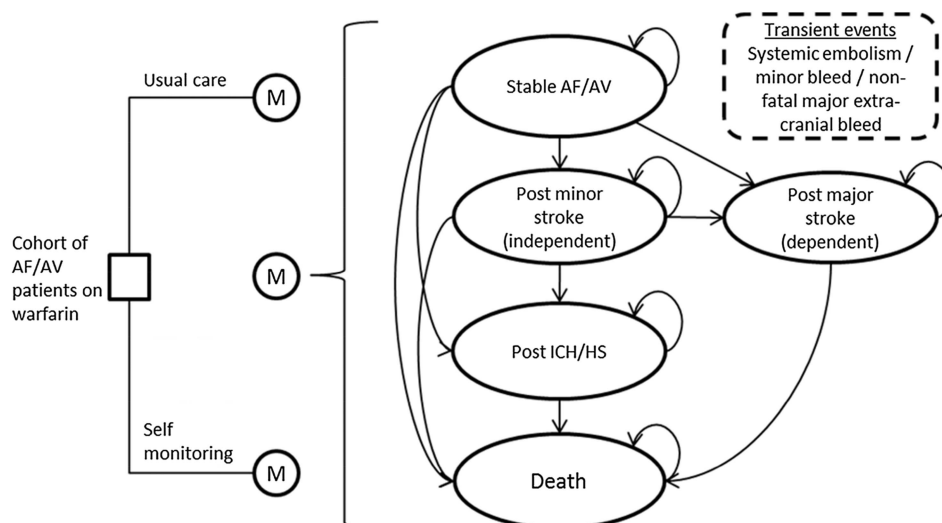 Usual care
M
Cohort of
AF/AV
patients on
warfarin
M
Self
monitoring
M
Stable AF/AV
Post minor
stroke
(independent)
Post major
stroke
(dependent)
Post ICH/HS
Death
Transient events
Systemic embolism /
minor bleed / non-
fatal major extra-
cranial bleed